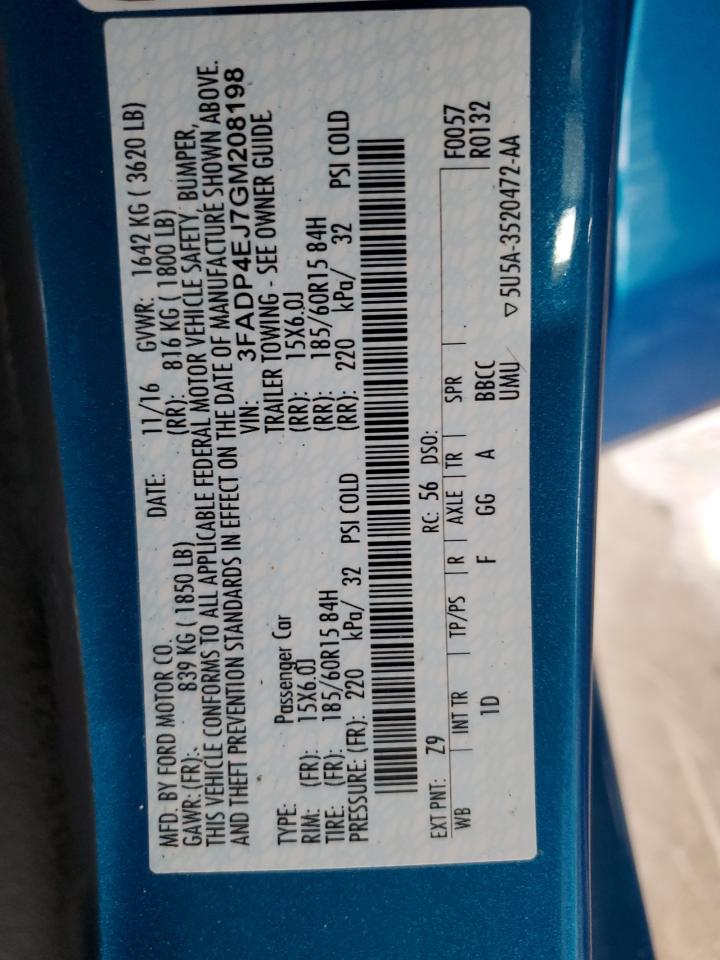 MFD. BY FORD MOTOR CO.
DATE: 11/16 GVWR: 1642 KG ( 3620 LB)
GAWR: (FR): 839 KG ( 1850 LB) (RR): 816 KG ( 1800 LB)
THIS VEHICLE CONFORMS TO ALL APPLICABLE FEDERAL MOTOR VEHICLE SAFETY, BUMPER,
AND THEFT PREVENTION STANDARDS IN EFFECT ON THE DATE OF MANUFACTURE SHOWN ABOVE.
VIN: 3FADP4EJ7GM208198
TYPE: Passenger Car TRAILER TOWING - SEE OWNER GUIDE
RIM: (FR): 15X6.0J (RR): 15X6.0J
TIRE: (FR): 185/60R15 84H (RR): 185/60R15 84H
PRESSURE: (FR): 220 kPa/ 32 PSI COLD (RR): 220 kPa/ 32 PSI COLD
EXT PNT: Z9 RC: 56 DSO: F0057
WB INT TR TP/PS R AXLE TR SPR R0132
1D F GG A BBCC
UMU ▽ 5U5A-3520472-AA